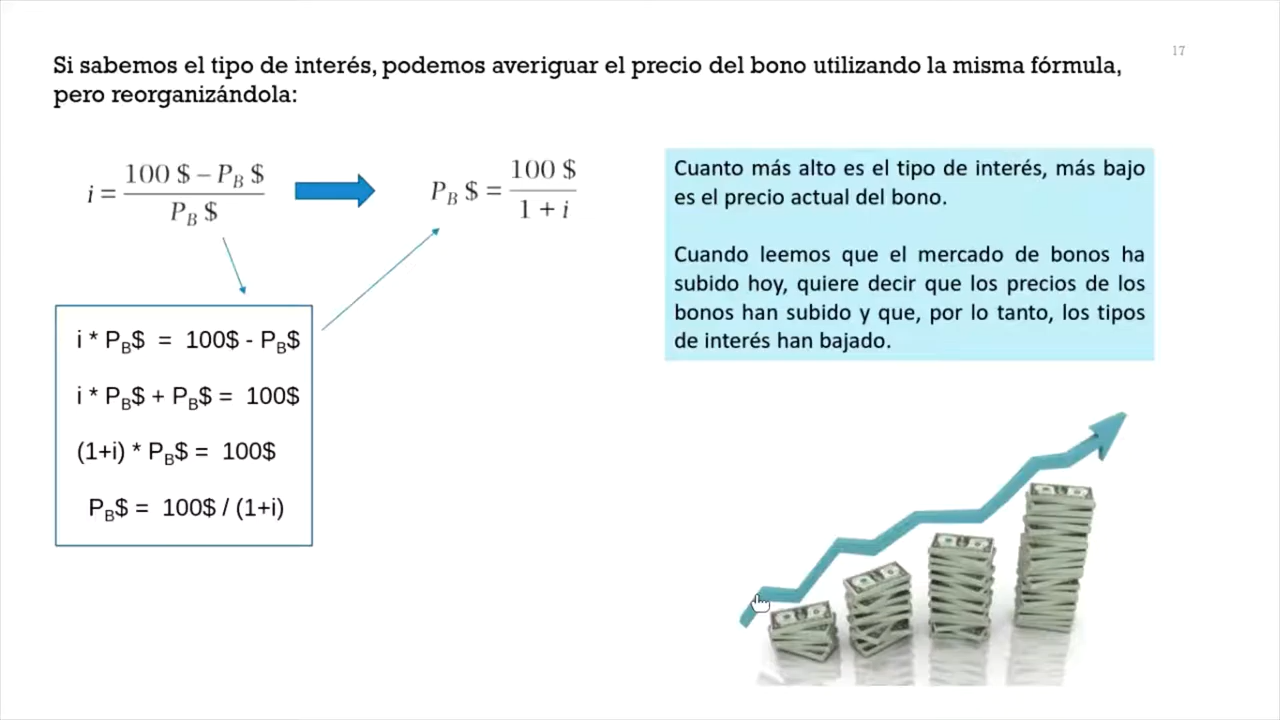 17
Si sabemos el tipo de interés, podemos averiguar el precio del bono utilizando la misma fórmula,
pero reorganizándola:
i = (100 $ – P_B $) / (P_B $)
P_B $ = (100 $) / (1 + i)
i * P_B$ = 100$ - P_B$
i * P_B$ + P_B$ = 100$
(1+i) * P_B$ = 100$
P_B$ = 100$ / (1+i)
Cuanto más alto es el tipo de interés, más bajo
es el precio actual del bono.
Cuando leemos que el mercado de bonos ha
subido hoy, quiere decir que los precios de los
bonos han subido y que, por lo tanto, los tipos
de interés han bajado.